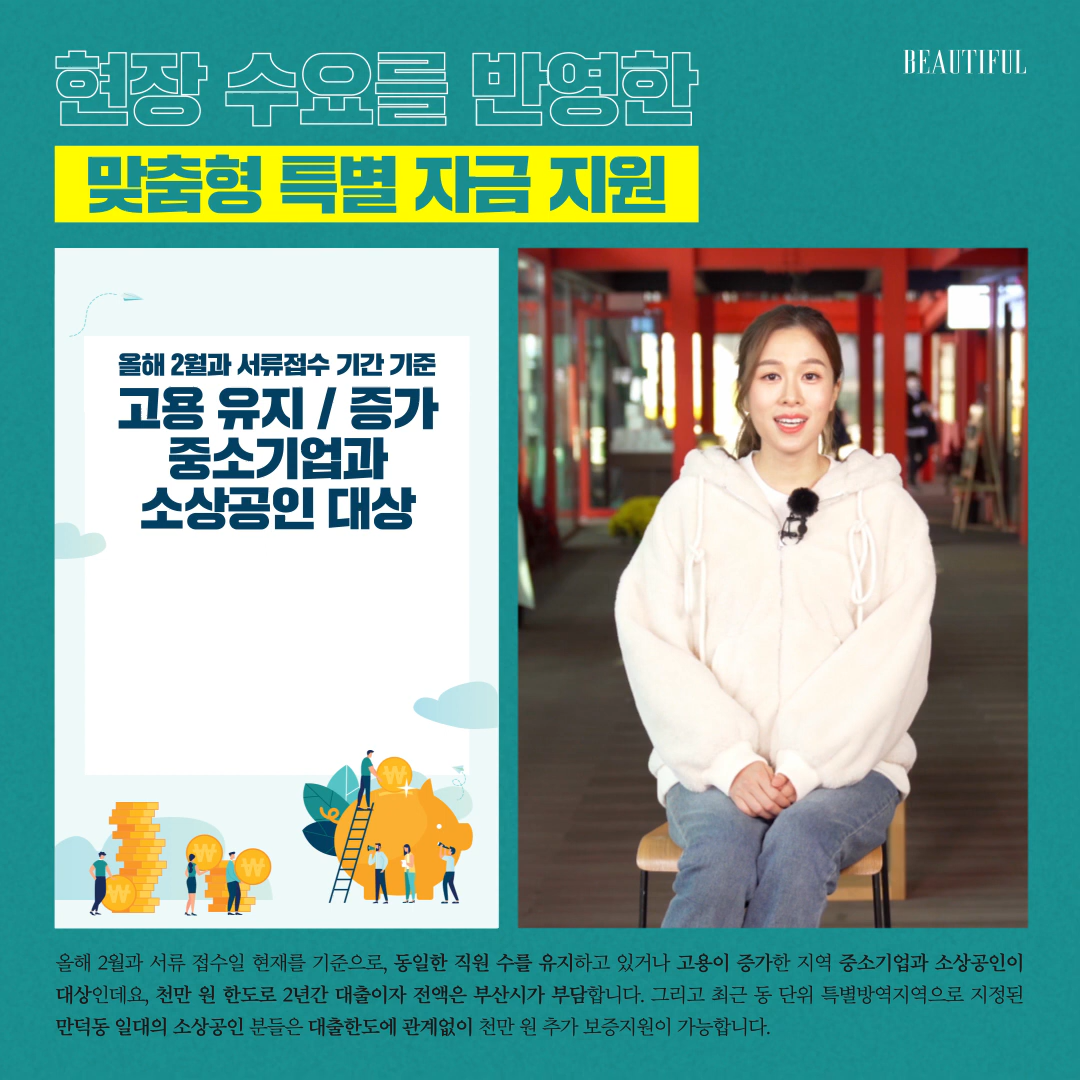 현장 수요를 반영한
BEAUTIFUL
맞춤형 특별 자금 지원
올해 2월과 서류접수 기간 기준
고용 유지 / 증가
중소기업과
소상공인 대상
₩
₩
₩
₩
올해 2월과 서류 접수일 현재를 기준으로, 동일한 직원 수를 유지하고 있거나 고용이 증가한 지역 중소기업과 소상공인이
대상인데요, 천만 원 한도로 2년간 대출이자 전액은 부산시가 부담합니다. 그리고 최근 동 단위 특별방역지역으로 지정된
만덕동 일대의 소상공인 분들은 대출한도에 관계없이 천만 원 추가 보증지원이 가능합니다.